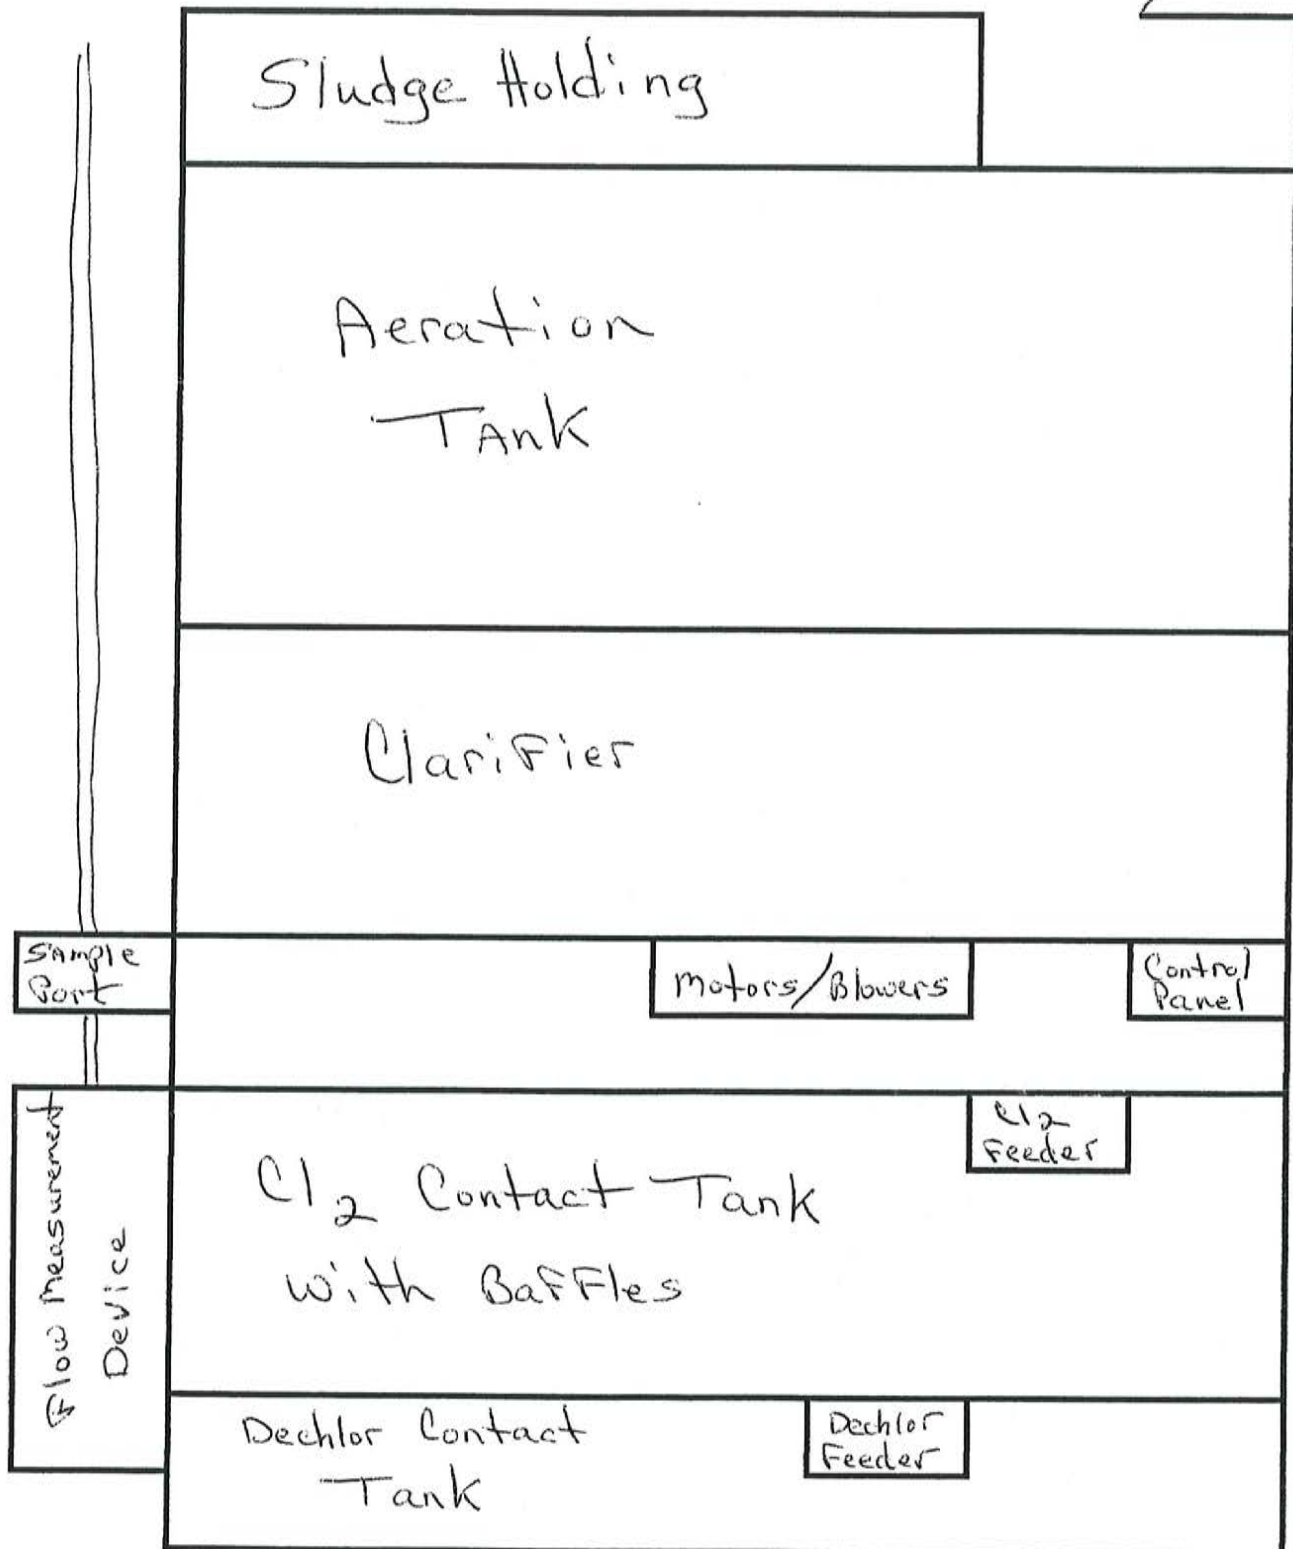 Sludge Holding
Aeration
TAnk
Clarifier
SAmple
Port
Motors/Blowers
Control
Panel
Flow Measurement
Device
Cl2
Feeder
Cl2 Contact Tank
with Baffles
Dechlor Contact
Tank
Dechlor
Feeder